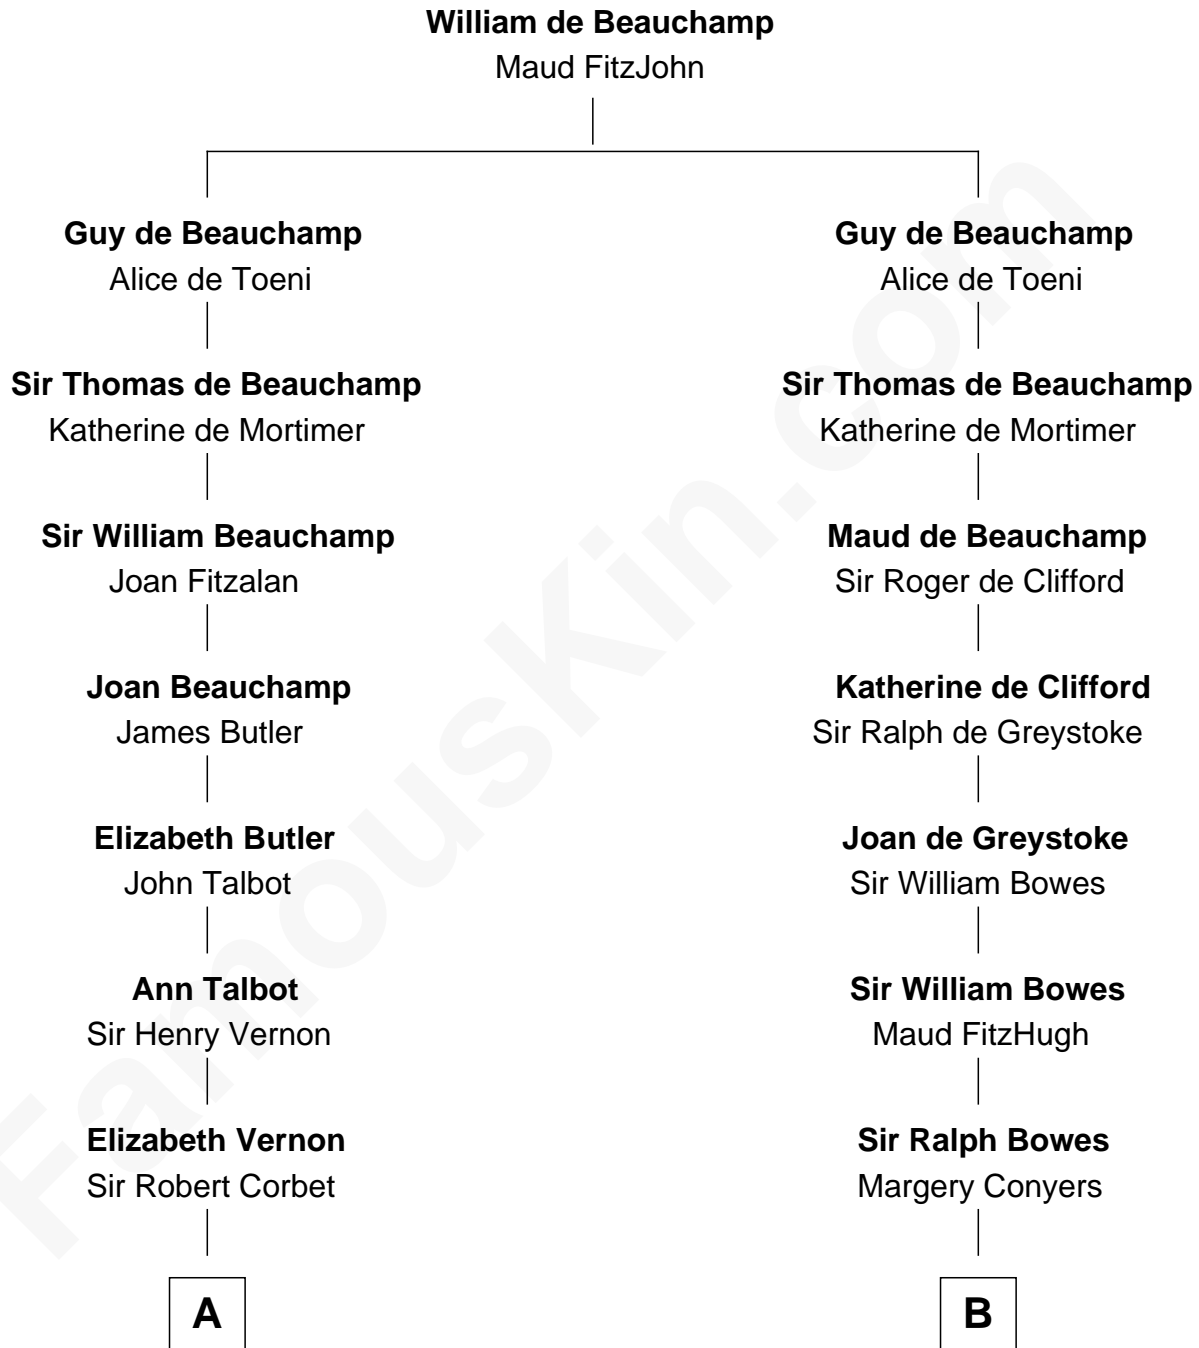 William de Beauchamp
Maud FitzJohn
Guy de Beauchamp
Alice de Toeni
Sir Thomas de Beauchamp
Katherine de Mortimer
Sir William Beauchamp
Joan Fitzalan
Joan Beauchamp
James Butler
Elizabeth Butler
John Talbot
Ann Talbot
Sir Henry Vernon
Elizabeth Vernon
Sir Robert Corbet
A
Guy de Beauchamp
Alice de Toeni
Sir Thomas de Beauchamp
Katherine de Mortimer
Maud de Beauchamp
Sir Roger de Clifford
Katherine de Clifford
Sir Ralph de Greystoke
Joan de Greystoke
Sir William Bowes
Sir William Bowes
Maud FitzHugh
Sir Ralph Bowes
Margery Conyers
B
FamousKin.com